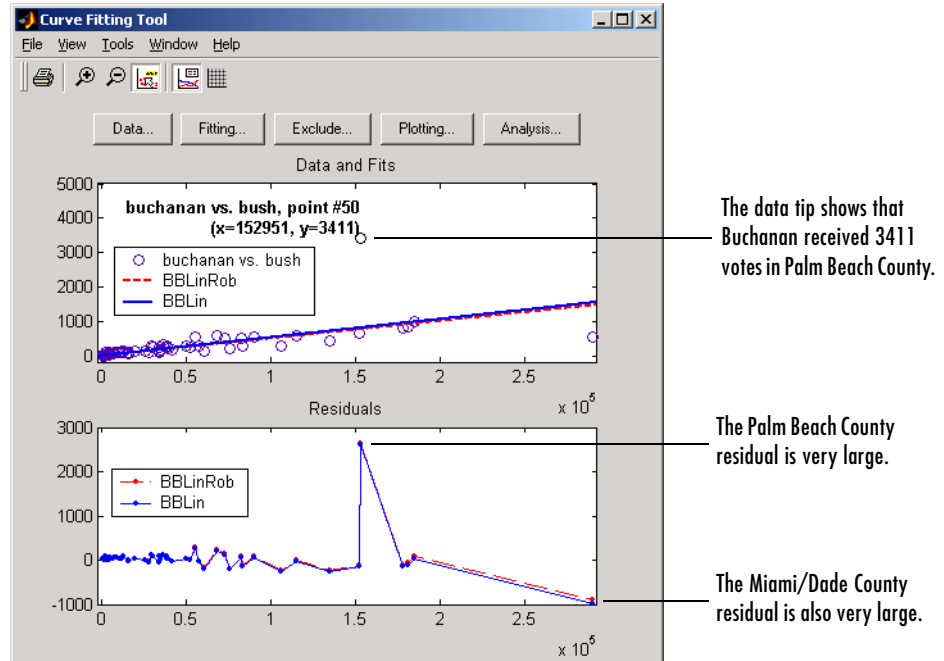 Curve Fitting Tool
File View Tools Window Help
Data... Fitting... Exclude... Plotting... Analysis...
Data and Fits
5000
4000
3000
2000
1000
0
buchanan vs. bush, point #50
(x=152951, y=3411)
buchanan vs. bush
BBLinRob
BBLin
0 0.5 1 1.5 2 2.5
x 10^5
The data tip shows that
Buchanan received 3411
votes in Palm Beach County.
Residuals
3000
2000
1000
0
-1000
BBLinRob
BBLin
0 0.5 1 1.5 2 2.5
x 10^5
The Palm Beach County
residual is very large.
The Miami/Dade County
residual is also very large.